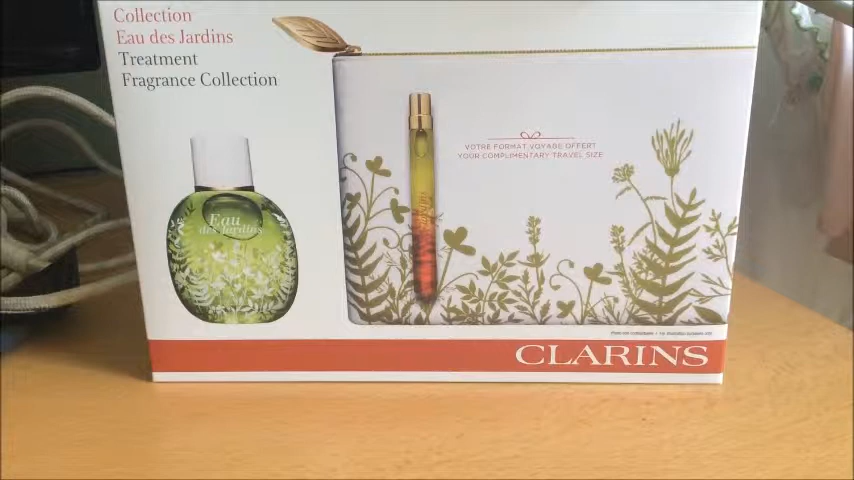 Collection
Eau des Jardins
Treatment
Fragrance Collection
VOTRE FORMAT VOYAGE OFFERT
YOUR COMPLIMENTARY TRAVEL SIZE
Eau
des Jardins
CLARINS